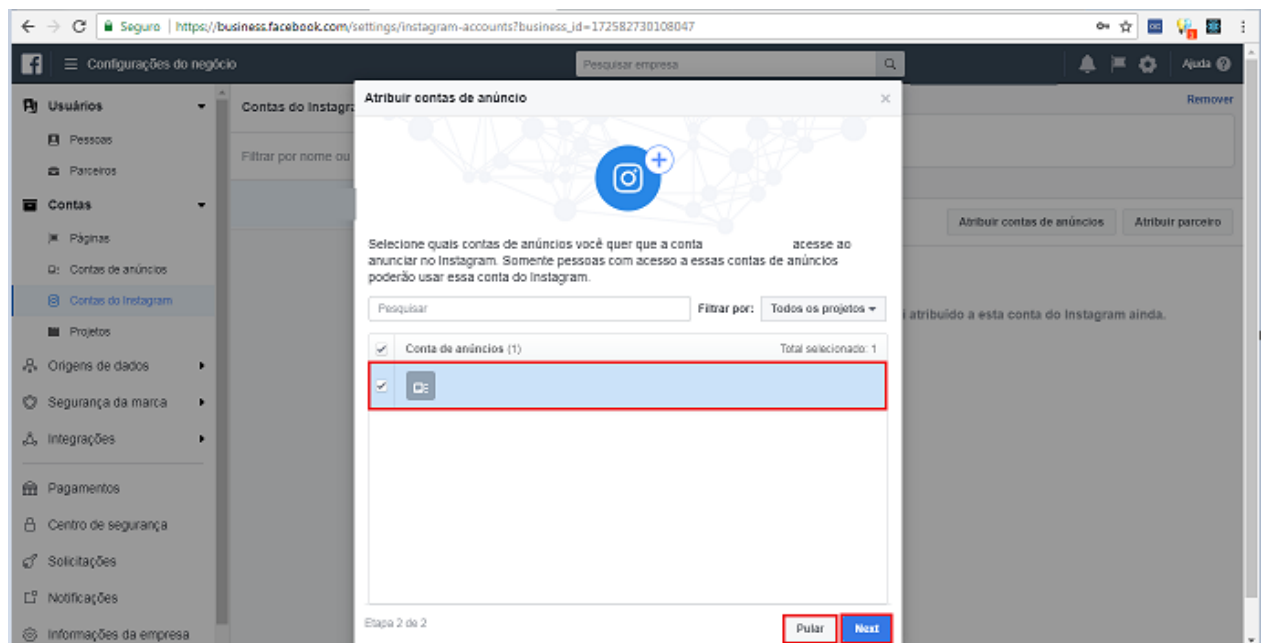 Seguro | https://business.facebook.com/settings/instagram-accounts?business_id=172582730108047
Configurações do negócio
Pesquisar empresa
Ajuda
Usuários
Pessoas
Parceiros
Contas
Páginas
Contas de anúncios
Contas do Instagram
Projetos
Origens de dados
Segurança da marca
Integrações
Pagamentos
Centro de segurança
Solicitações
Notificações
Informações da empresa
Contas do Instagra
Filtrar por nome ou
Remover
Atribuir contas de anúncios
Atribuir parceiro
i atribuído a esta conta do Instagram ainda.
Atribuir contas de anúncio
Selecione quais contas de anúncios você quer que a conta acesse ao
anunciar no Instagram. Somente pessoas com acesso a essas contas de anúncios
poderão usar essa conta do Instagram.
Pesquisar
Filtrar por: Todos os projetos
Conta de anúncios (1)
Total selecionado: 1
Etapa 2 de 2
Pular
Next